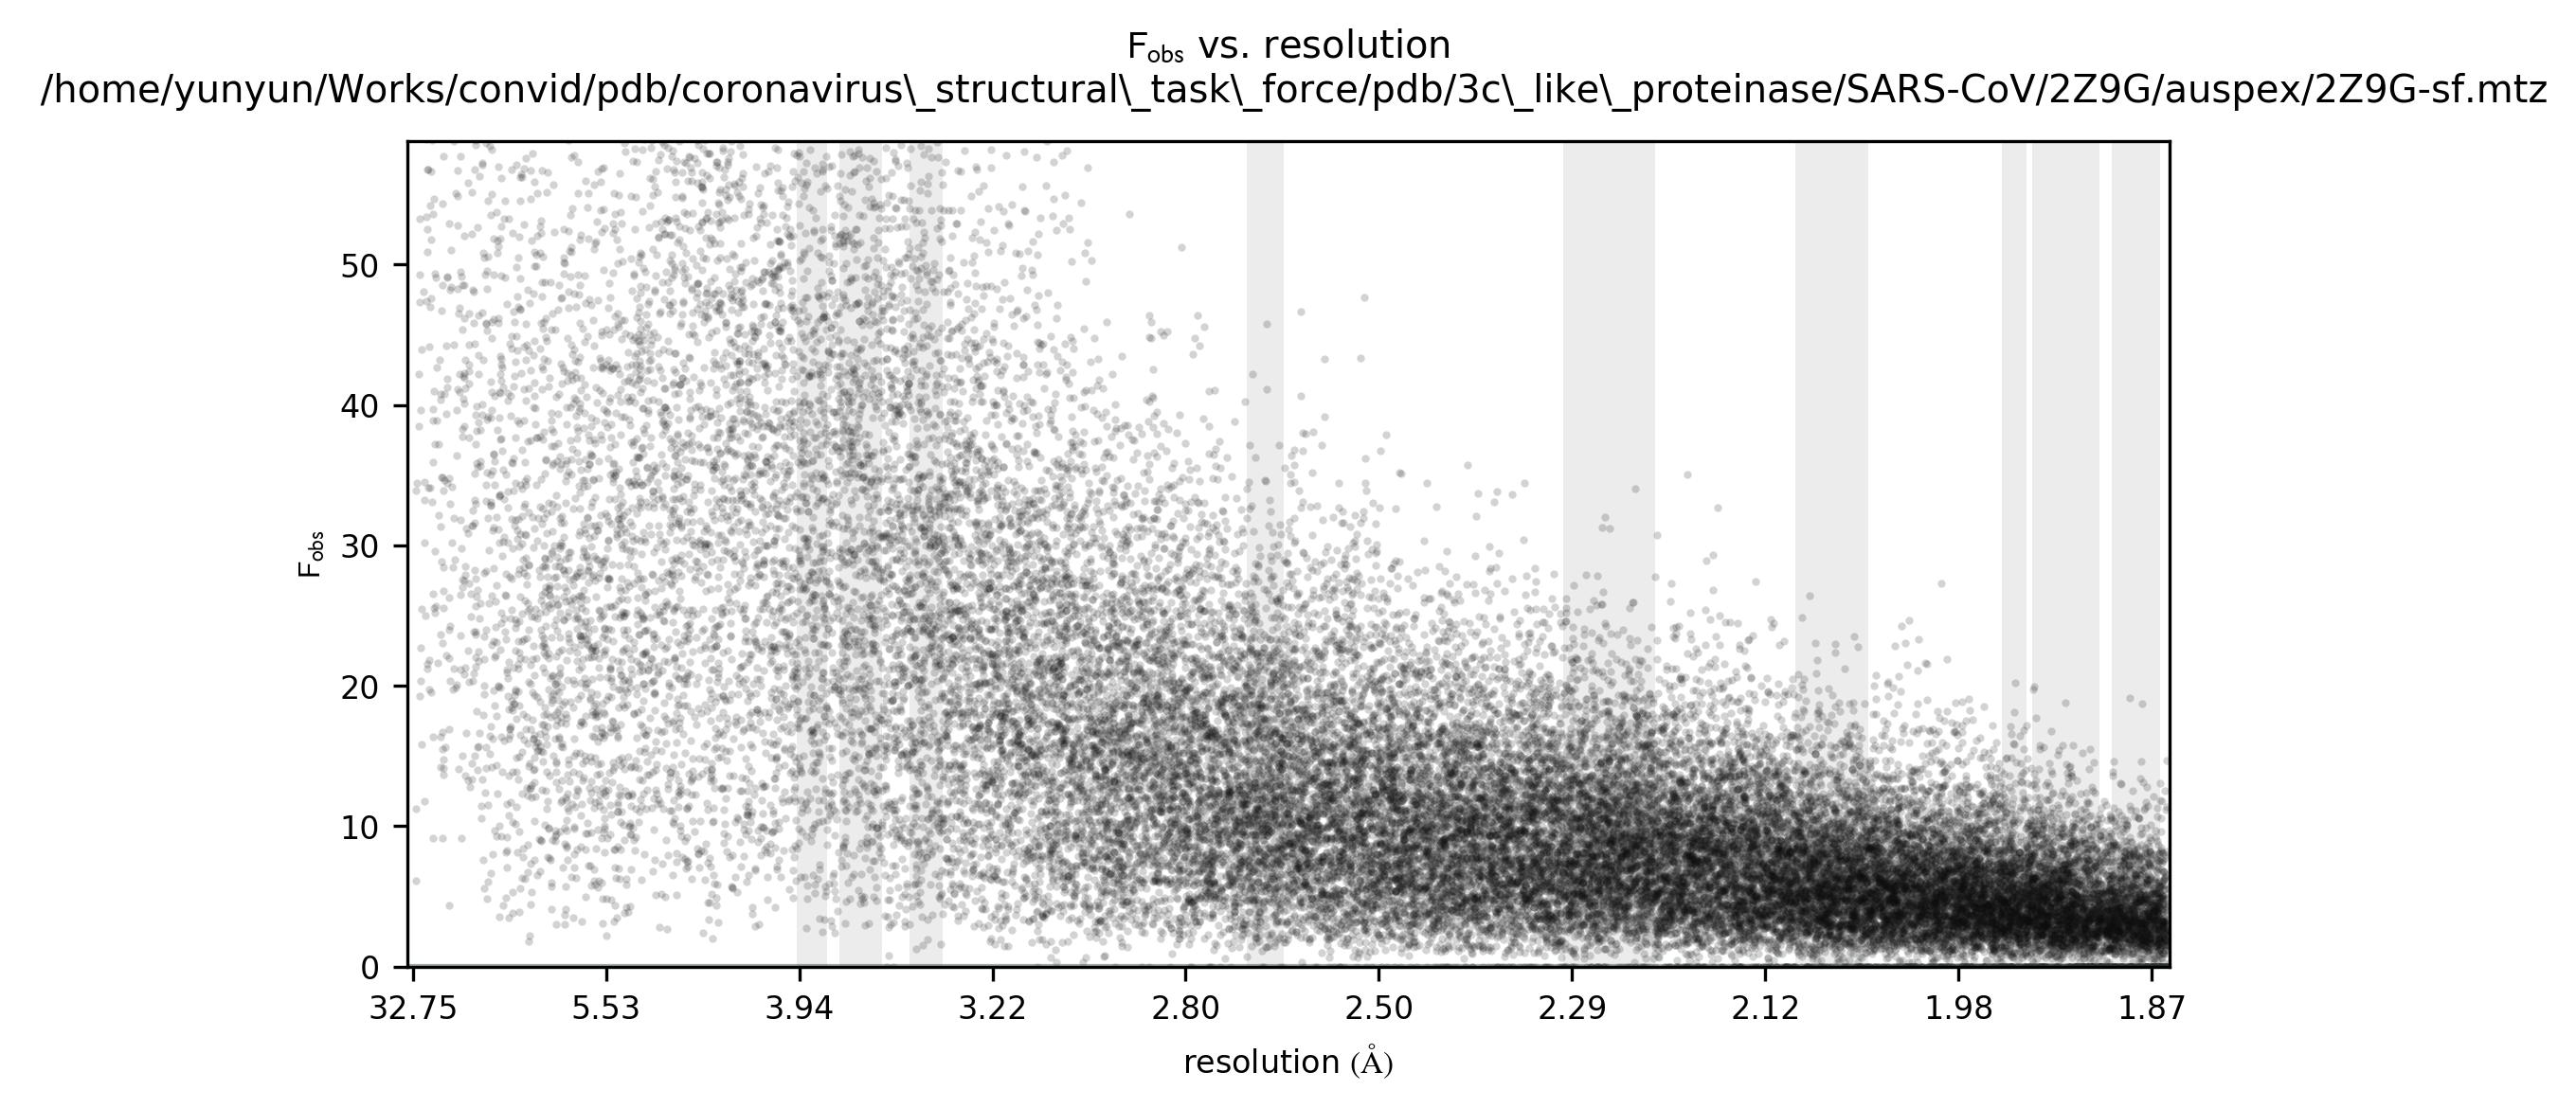 Fobs vs. resolution
/home/yunyun/Works/convid/pdb/coronavirus\_structural\_task\_force/pdb/3c\_like\_proteinase/SARS-CoV/2Z9G/auspex/2Z9G-sf.mtz
50
40
Fobs
30
20
10
0
32.75 5.53 3.94 3.22 2.80 2.50 2.29 2.12 1.98 1.87
resolution (Å)